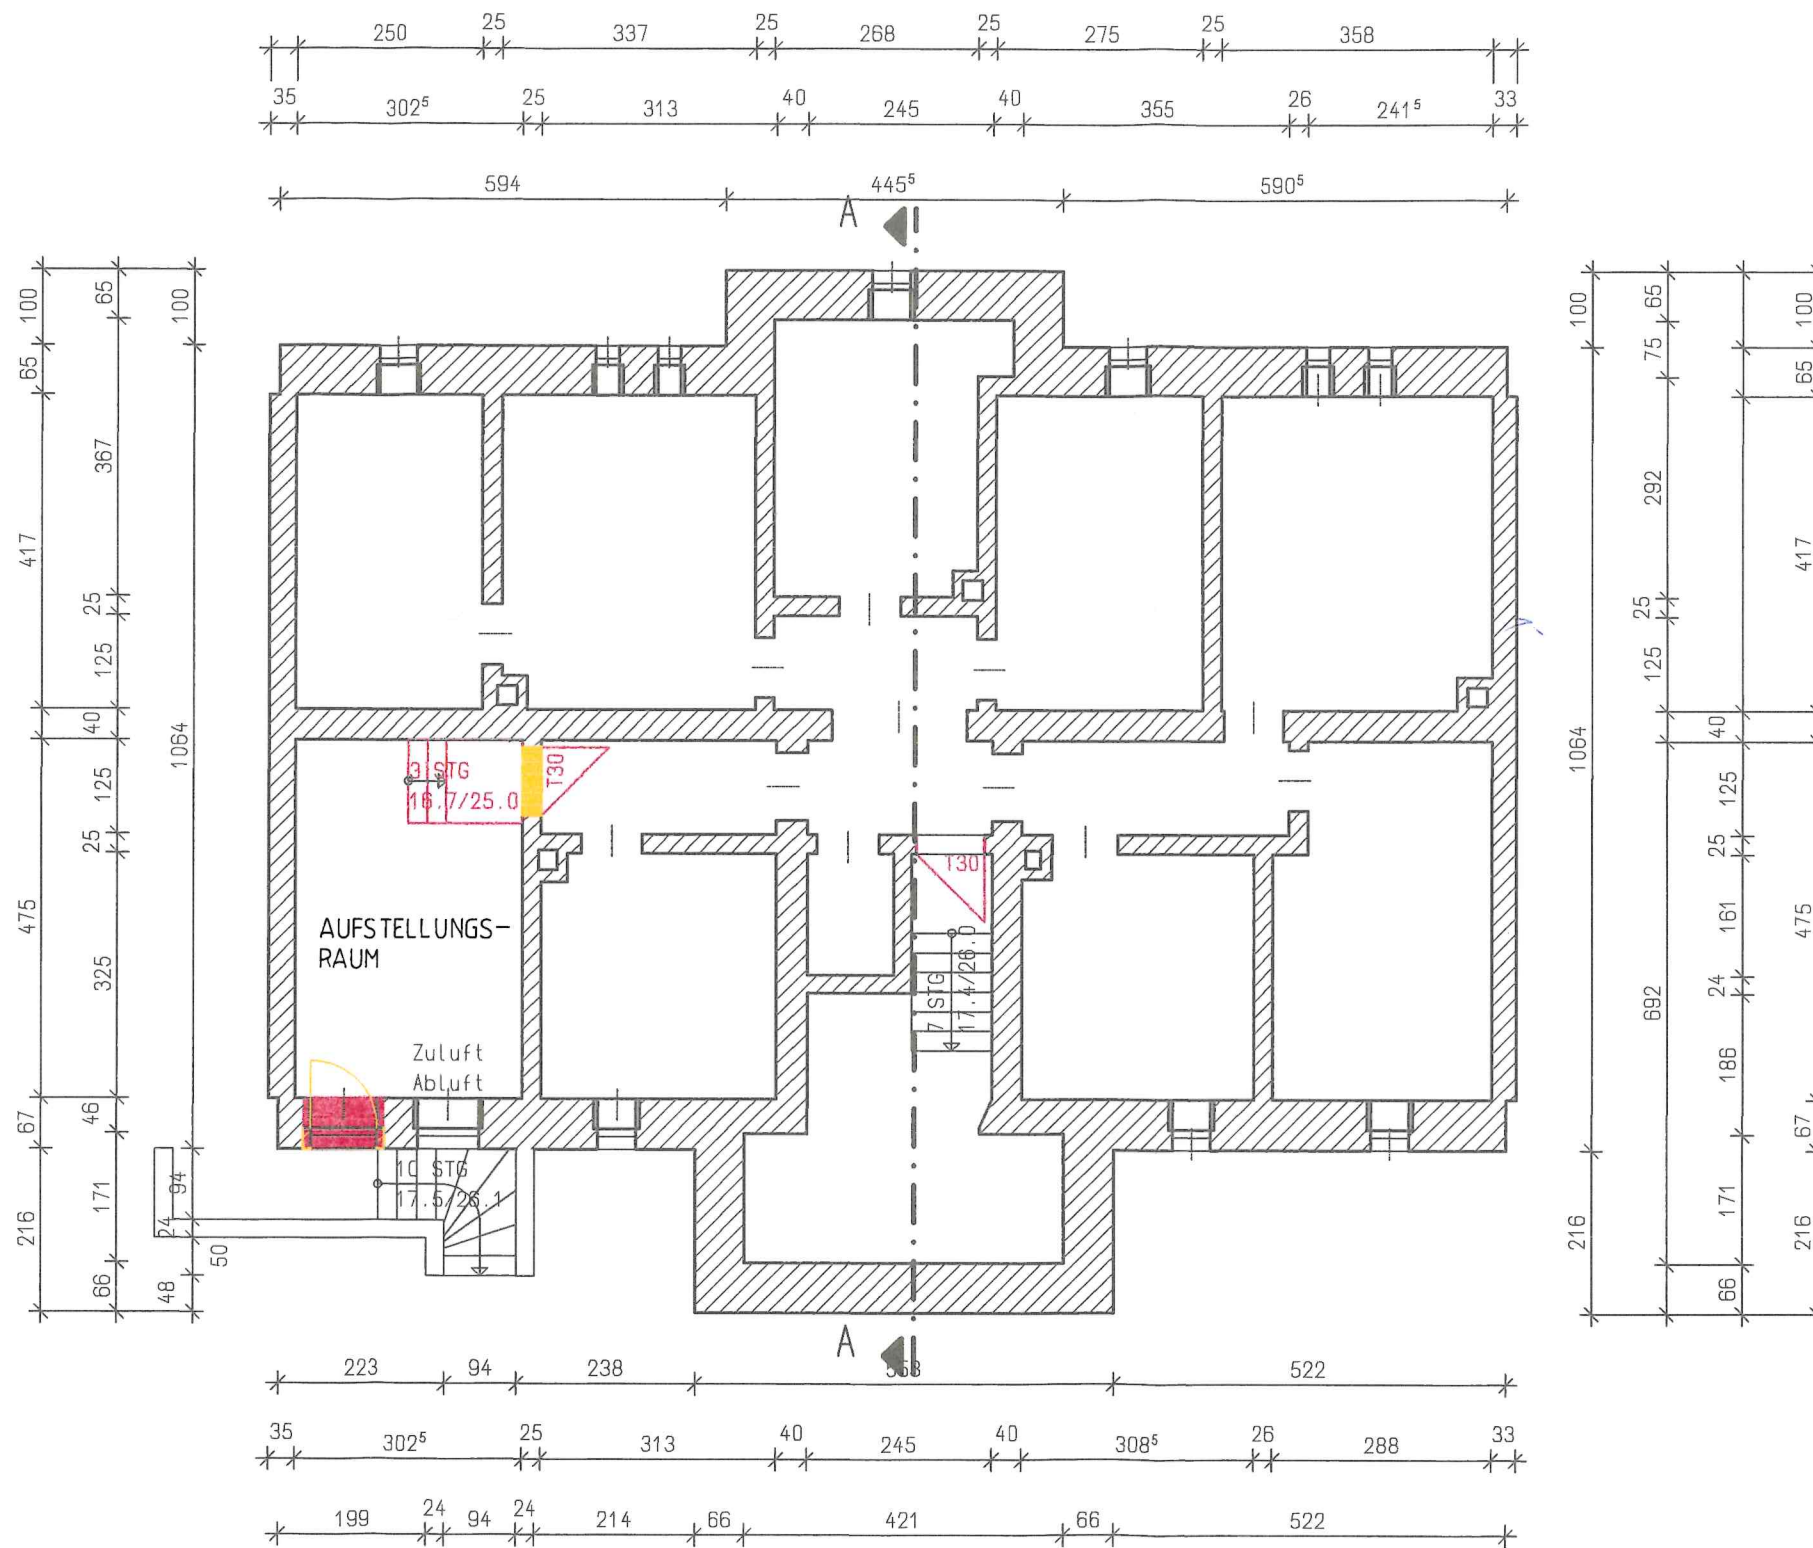 250 25 337 25 268 25 275 25 358
35 302⁵ 25 313 40 245 40 355 26 241⁵ 33
594 445⁵ 590⁵
A
100 65 417 40 475 67 216
65 367 25 125 125 25 325 46 171 66
100 1064 94 24 50 48
3 STG
16.7/25.0
T30
AUFSTELLUNGS-
RAUM
Zuluft
Abluft
10 STG
17.5/26.1
T30
7 STG
17.4/26.0
100 1064 216
65 75 292 25 125 692 66
40 125 25 161 24 186 171
100 65 417 475 67 216
A
223 94 238 558 522
35 302⁵ 25 313 40 245 40 308⁵ 26 288 33
199 24 94 24 214 66 421 66 522